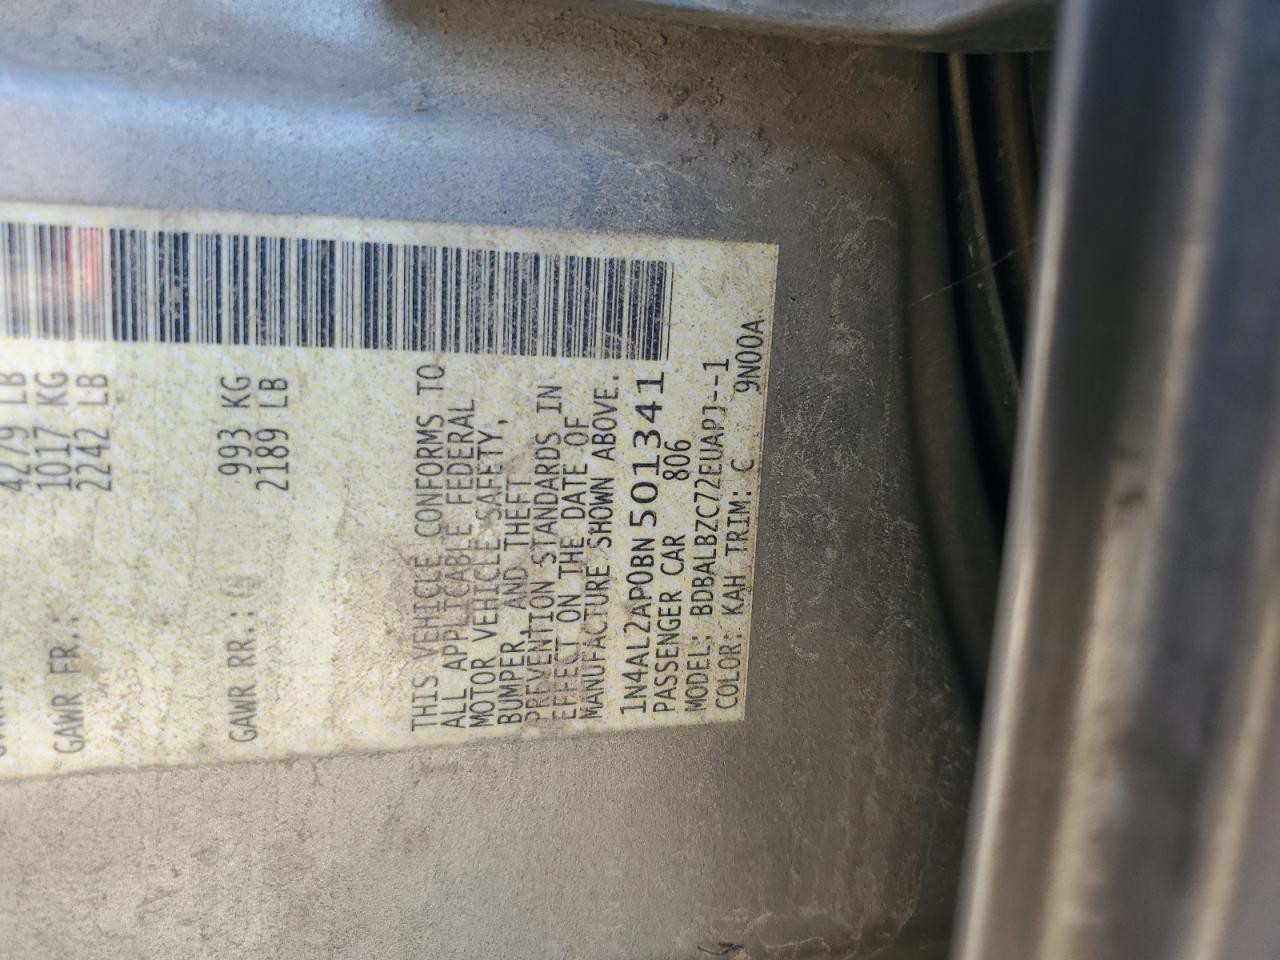 4279 LB
GAWR FR.: 1017 KG
2242 LB
GAWR RR.: 993 KG
2189 LB
THIS VEHICLE CONFORMS TO
ALL APPLICABLE FEDERAL
MOTOR VEHICLE SAFETY,
BUMPER, AND THEFT
PREVENTION STANDARDS IN
EFFECT ON THE DATE OF
MANUFACTURE SHOWN ABOVE.
1N4AL2AP0BN501341
PASSENGER CAR 806
MODEL: BDBALBZC72EUAPJ--1
COLOR: KAH TRIM: C 9N00A